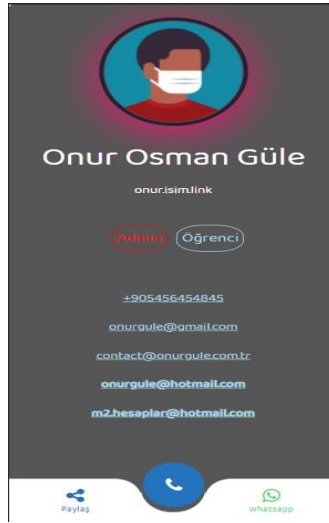 Onur Osman Güle
onur.isim.link
Admin Öğrenci
+905456454845
onurgule@gmail.com
contact@onurgule.com.tr
onurgule@hotmail.com
m2.hesaplar@hotmail.com
Paylaş Whatsapp